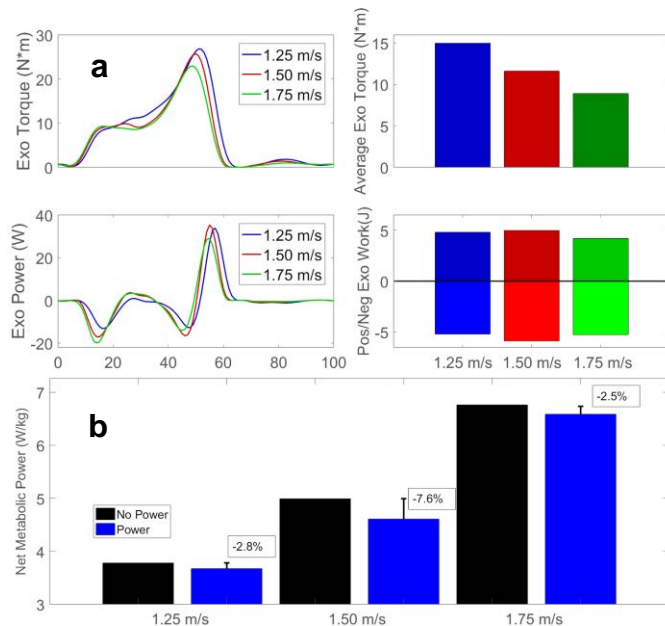 a
Exo Torque (N*m)
30
20
10
0
1.25 m/s
1.50 m/s
1.75 m/s
Average Exo Torque (N*m)
15
10
5
0
Exo Power (W)
40
20
0
-20
1.25 m/s
1.50 m/s
1.75 m/s
0 20 40 60 80 100
Pos/Neg Exo Work(J)
5
0
-5
1.25 m/s 1.50 m/s 1.75 m/s
b
Net Metabolic Power (W/kg)
7
6
5
4
3
No Power
Power
-2.8%
-7.6%
-2.5%
1.25 m/s 1.50 m/s 1.75 m/s